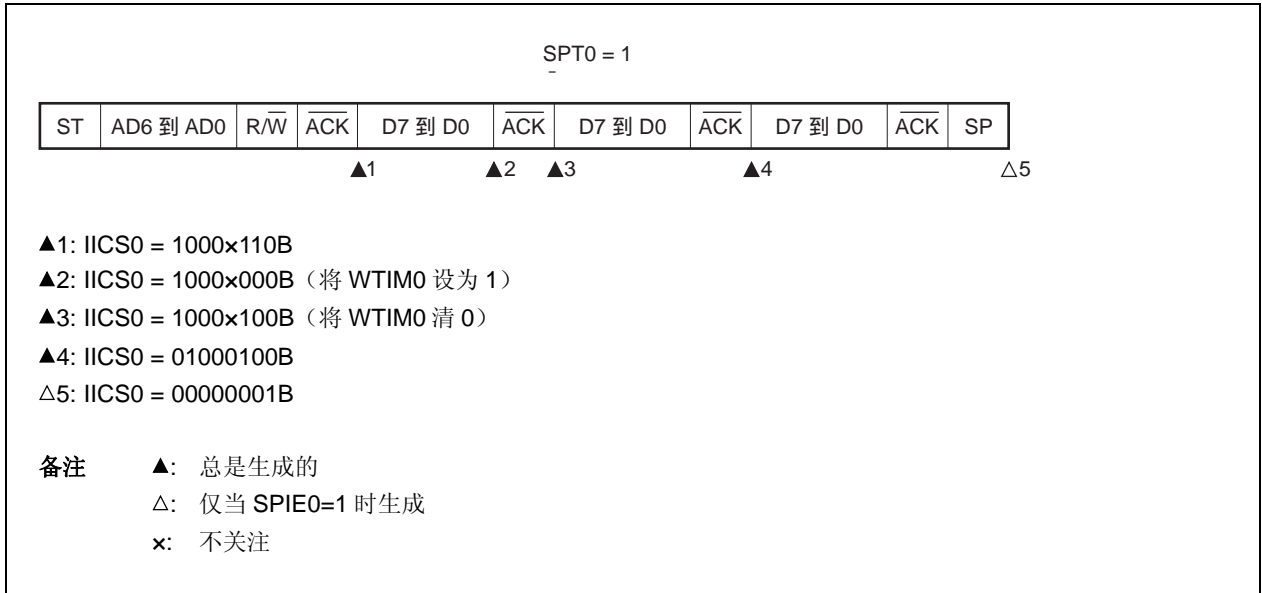 SPT0 = 1
ST AD6 到 AD0 R/W ACK D7 到 D0 ACK D7 到 D0 ACK D7 到 D0 ACK SP
▲1 ▲2 ▲3 ▲4 △5
▲1: IICS0 = 1000×110B
▲2: IICS0 = 1000×000B（将 WTIM0 设为 1）
▲3: IICS0 = 1000×100B（将 WTIM0 清 0）
▲4: IICS0 = 01000100B
△5: IICS0 = 00000001B
备注 ▲: 总是生成的
△: 仅当 SPIE0=1 时生成
×: 不关注